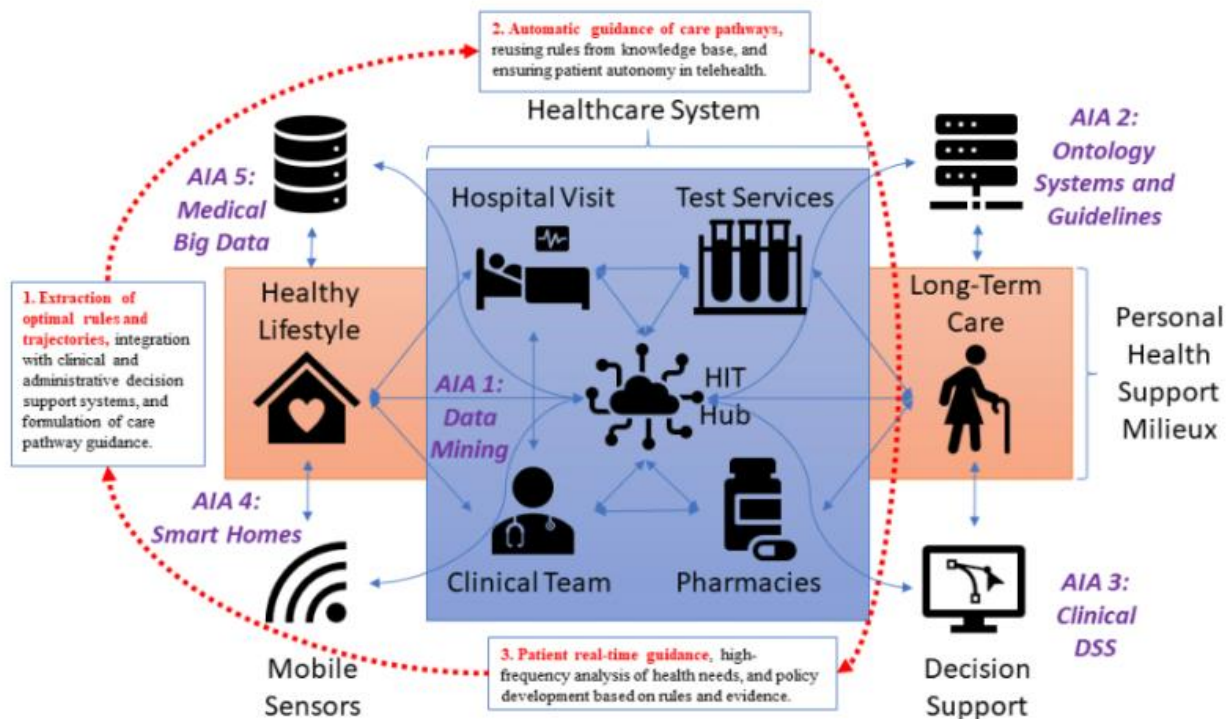 2. Automatic guidance of care pathways,
reusing rules from knowledge base, and
ensuring patient autonomy in telehealth.
Healthcare System
AIA 5:
Medical
Big Data
AIA 2:
Ontology
Systems and
Guidelines
Hospital Visit
Test Services
1. Extraction of
optimal rules and
trajectories, integration
with clinical and
administrative decision
support systems, and
formulation of care
pathway guidance.
Healthy
Lifestyle
AIA 1:
Data
Mining
HIT
Hub
Long-Term
Care
Personal
Health
Support
Milieux
AIA 4:
Smart Homes
Clinical Team
Pharmacies
AIA 3:
Clinical
DSS
Mobile
Sensors
3. Patient real-time guidance, high-
frequency analysis of health needs, and policy
development based on rules and evidence.
Decision
Support